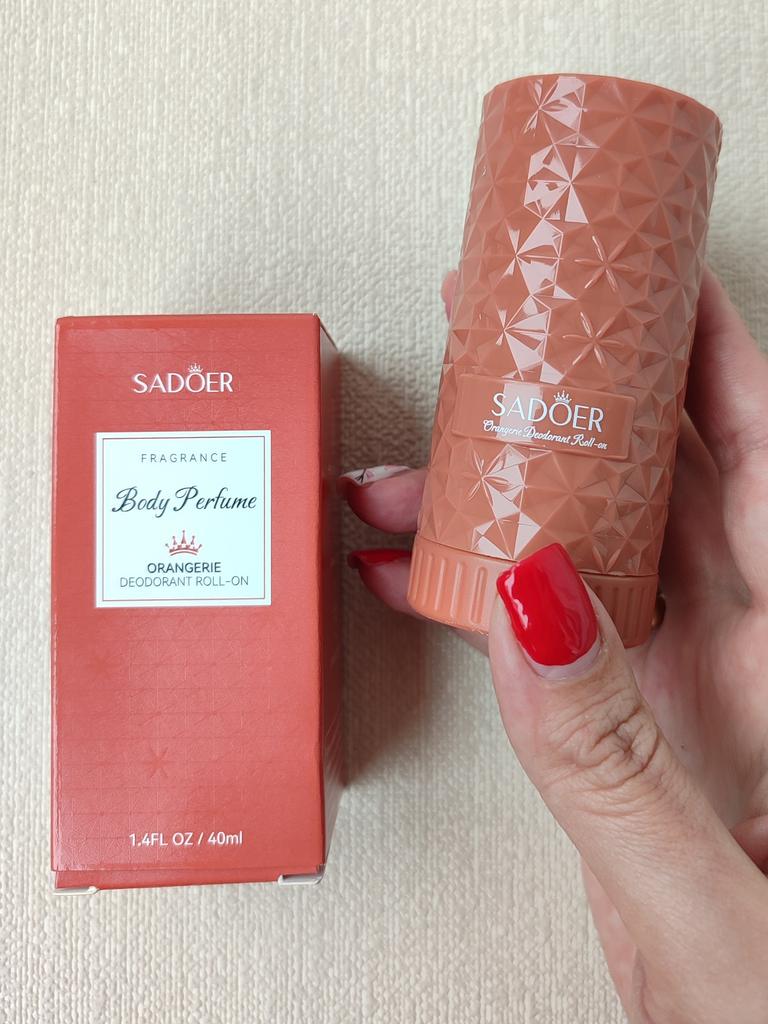 SADOER
FRAGRANCE
Body Perfume
ORANGERIE
DEODORANT ROLL-ON
1.4FL OZ / 40ml
SADOER
Orangerie Deodorant Roll-on